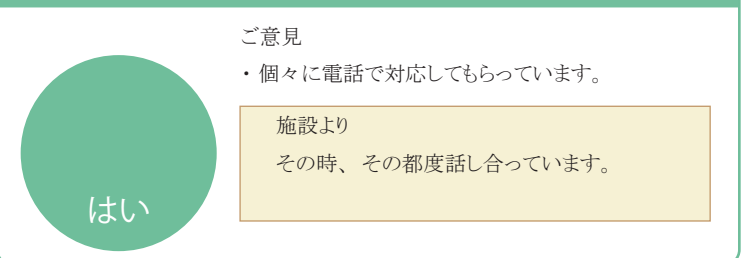 ご意見
・個々に電話で対応してもらっています。
施設より
その時、その都度話し合っています。
はい